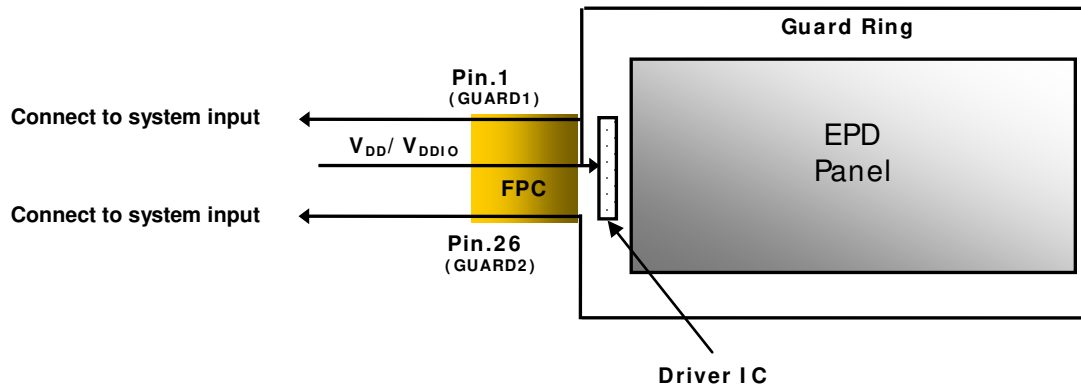 Guard Ring
Pin.1
(GUARD1)
Connect to system input
VDD/ VDDIO
EPD
Panel
FPC
Connect to system input
Pin.26
(GUARD2)
Driver IC